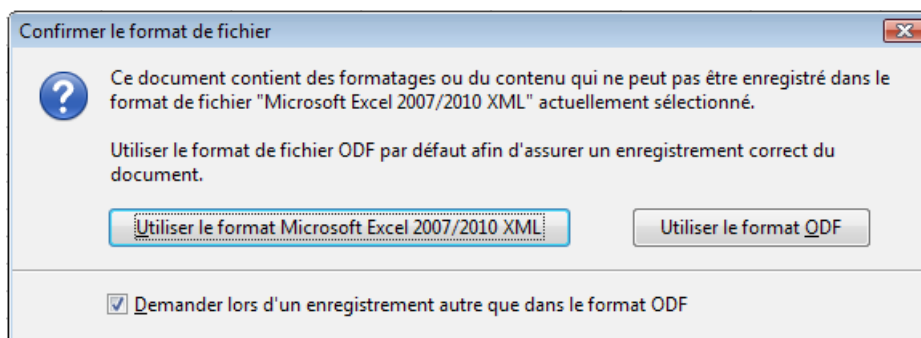 Confirmer le format de fichier
Ce document contient des formatages ou du contenu qui ne peut pas être enregistré dans le
format de fichier "Microsoft Excel 2007/2010 XML" actuellement sélectionné.
Utiliser le format de fichier ODF par défaut afin d'assurer un enregistrement correct du
document.
Utiliser le format Microsoft Excel 2007/2010 XML
Utiliser le format ODF
Demander lors d'un enregistrement autre que dans le format ODF